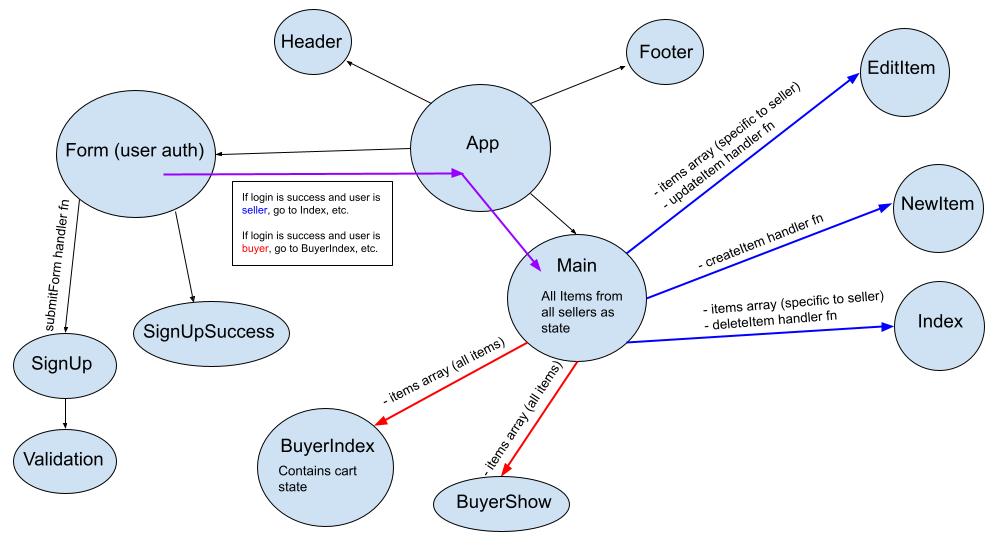 Header
Footer
EditItem
App
Form (user auth)
- items array (specific to seller)
- updateItem handler fn
If login is success and user is
seller, go to Index, etc.
If login is success and user is
buyer, go to BuyerIndex, etc.
NewItem
- createItem handler fn
submitForm handler fn
Main
All Items from
all sellers as
state
- items array (specific to seller)
- deleteItem handler fn
Index
SignUpSuccess
SignUp
- items array (all items)
- items array (all items)
BuyerIndex
Contains cart
state
Validation
BuyerShow